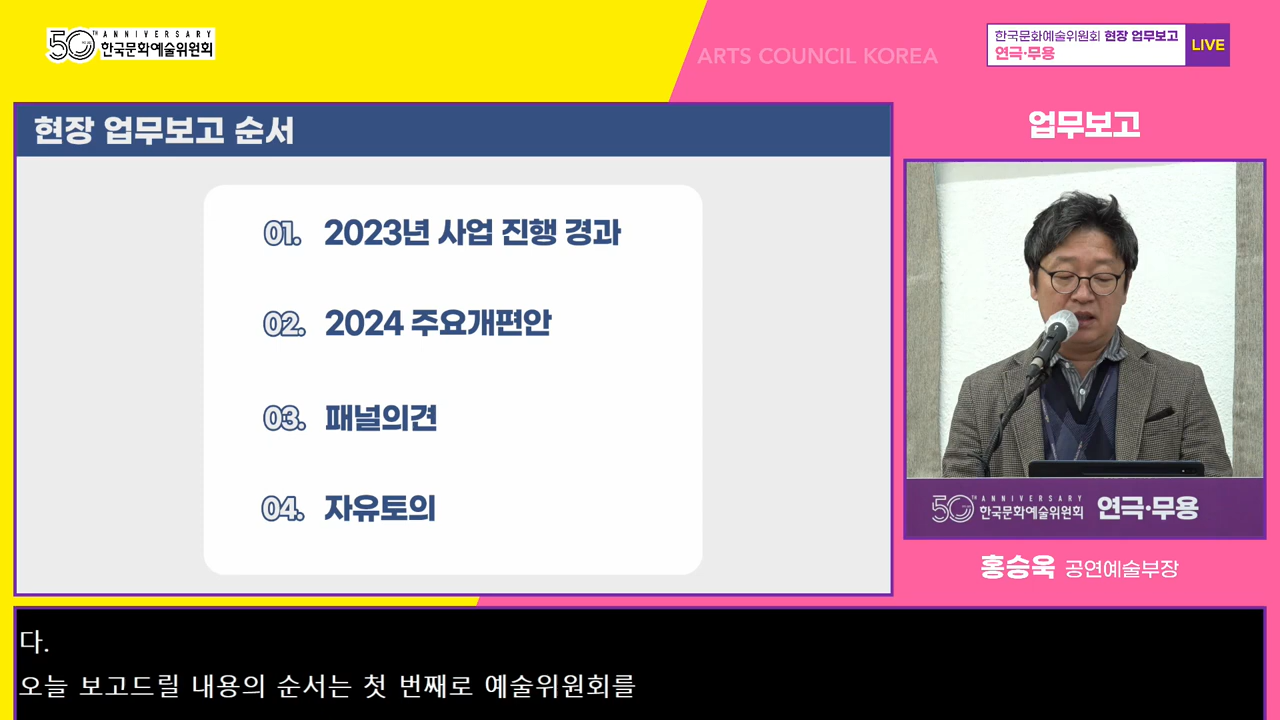 50TH ANNIVERSARY
한국문화예술위원회
ARTS COUNCIL KOREA
한국문화예술위원회 현장 업무보고
연극·무용
LIVE
현장 업무보고 순서
01. 2023년 사업 진행 경과
02. 2024 주요개편안
03. 패널의견
04. 자유토의
업무보고
50TH ANNIVERSARY
한국문화예술위원회
연극·무용
홍승욱 공연예술부장
다.
오늘 보고드릴 내용의 순서는 첫 번째로 예술위원회를